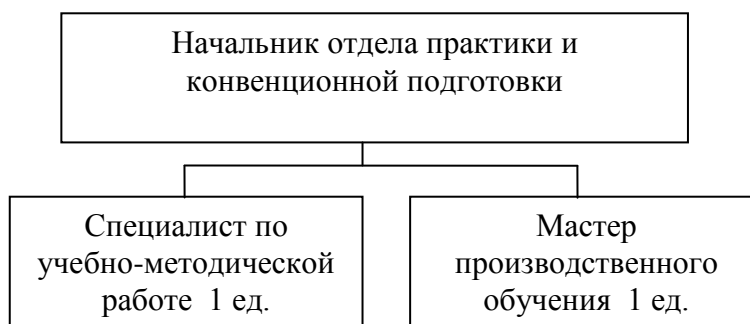 Начальник отдела практики и
конвенционной подготовки
Специалист по
учебно-методической
работе 1 ед.
Мастер
производственного
обучения 1 ед.